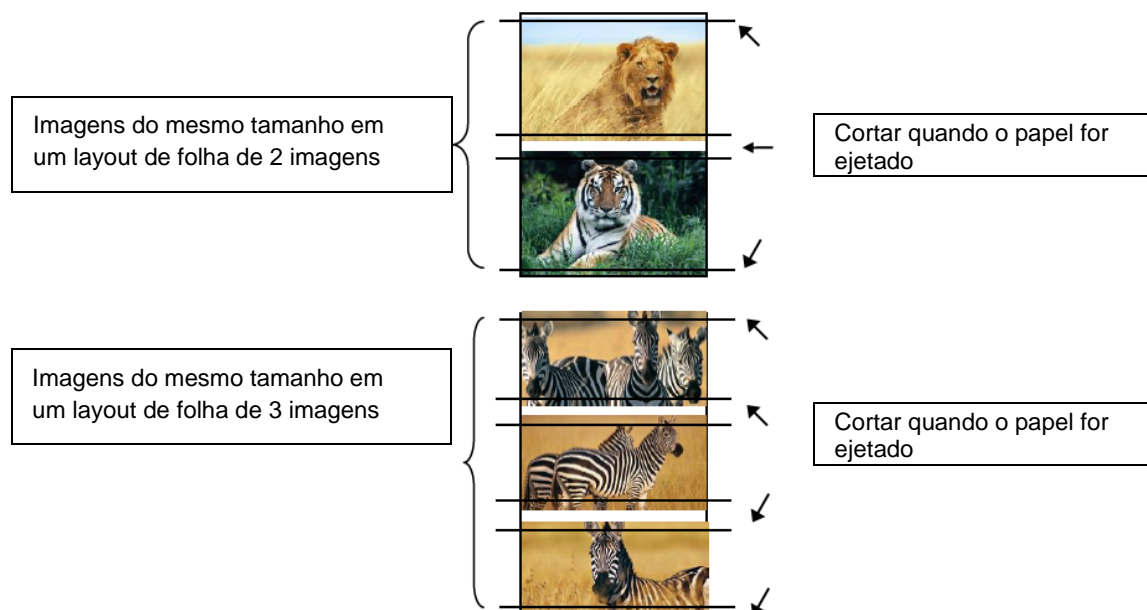 Imagens do mesmo tamanho em
um layout de folha de 2 imagens
Cortar quando o papel for
ejetado
Imagens do mesmo tamanho em
um layout de folha de 3 imagens
Cortar quando o papel for
ejetado